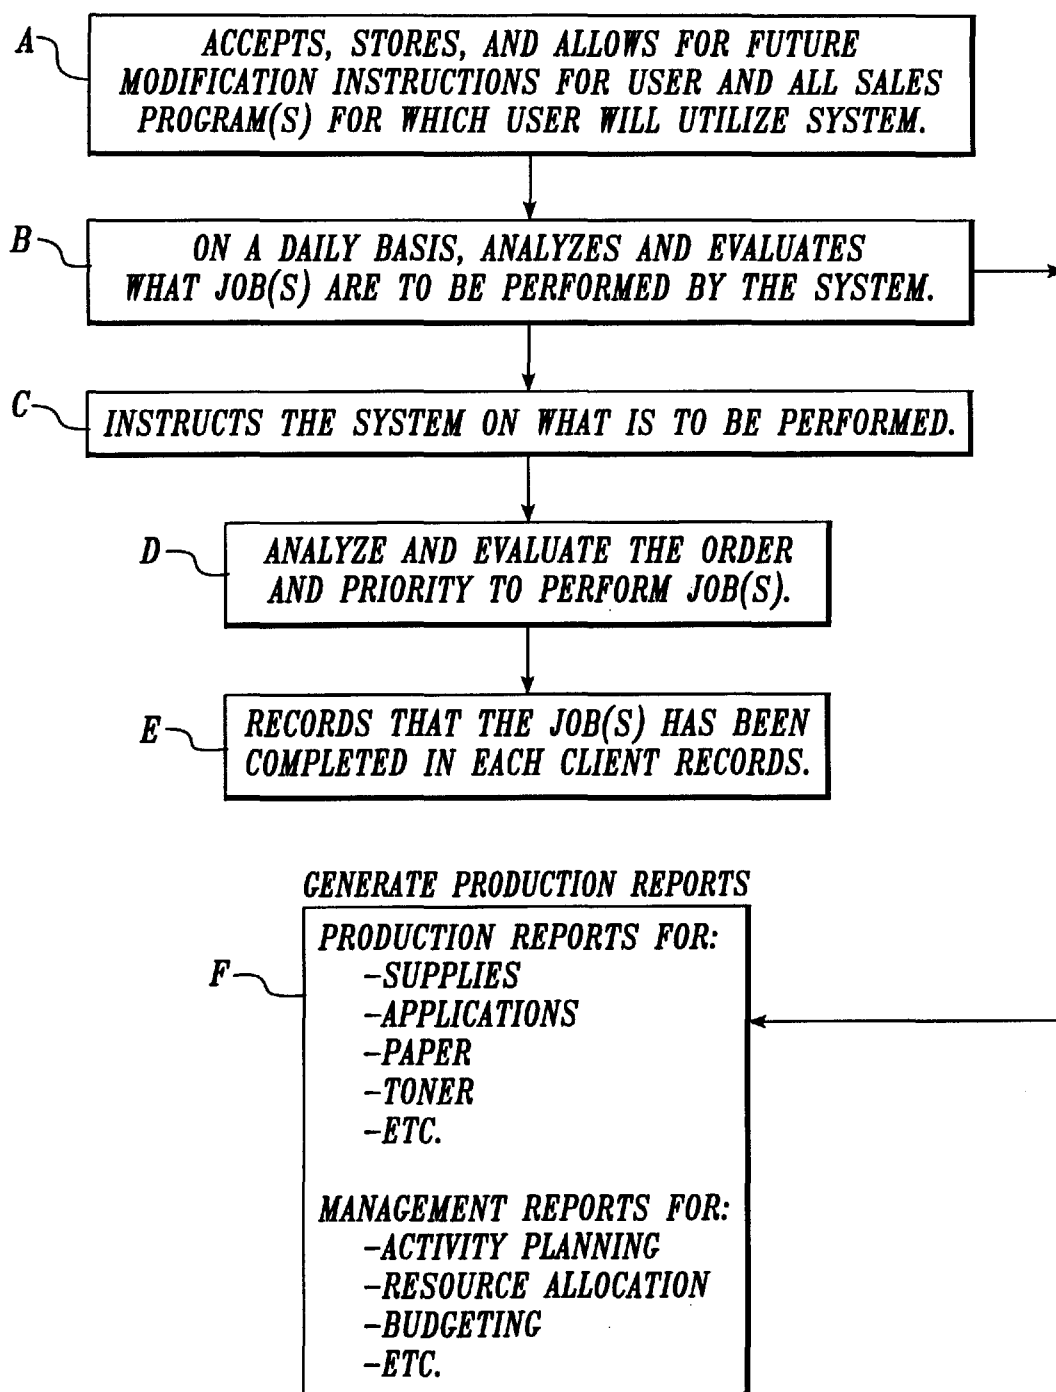 A
ACCEPTS, STORES, AND ALLOWS FOR FUTURE
MODIFICATION INSTRUCTIONS FOR USER AND ALL SALES
PROGRAM(S) FOR WHICH USER WILL UTILIZE SYSTEM.
B
ON A DAILY BASIS, ANALYZES AND EVALUATES
WHAT JOB(S) ARE TO BE PERFORMED BY THE SYSTEM.
C
INSTRUCTS THE SYSTEM ON WHAT IS TO BE PERFORMED.
D
ANALYZE AND EVALUATE THE ORDER
AND PRIORITY TO PERFORM JOB(S).
E
RECORDS THAT THE JOB(S) HAS BEEN
COMPLETED IN EACH CLIENT RECORDS.
GENERATE PRODUCTION REPORTS
F
PRODUCTION REPORTS FOR:
-SUPPLIES
-APPLICATIONS
-PAPER
-TONER
-ETC.
MANAGEMENT REPORTS FOR:
-ACTIVITY PLANNING
-RESOURCE ALLOCATION
-BUDGETING
-ETC.